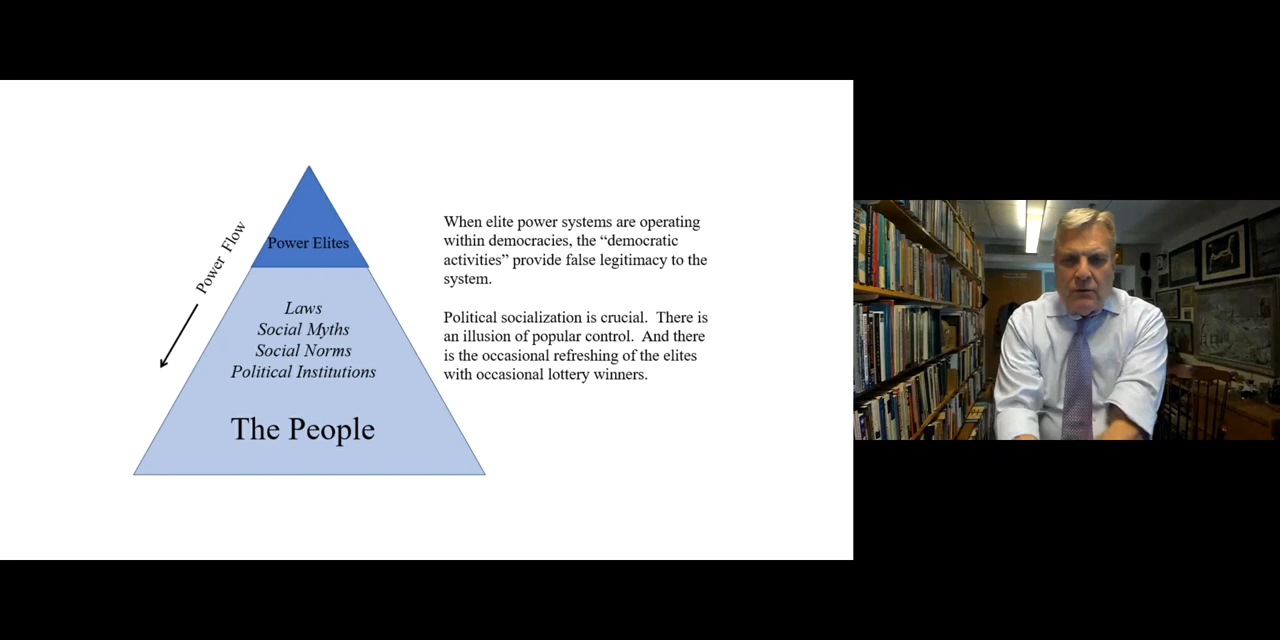 Power Flow
Power Elites
Laws
Social Myths
Social Norms
Political Institutions
The People
When elite power systems are operating
within democracies, the “democratic
activities” provide false legitimacy to the
system.
Political socialization is crucial.  There is
an illusion of popular control.  And there
is the occasional refreshing of the elites
with occasional lottery winners.